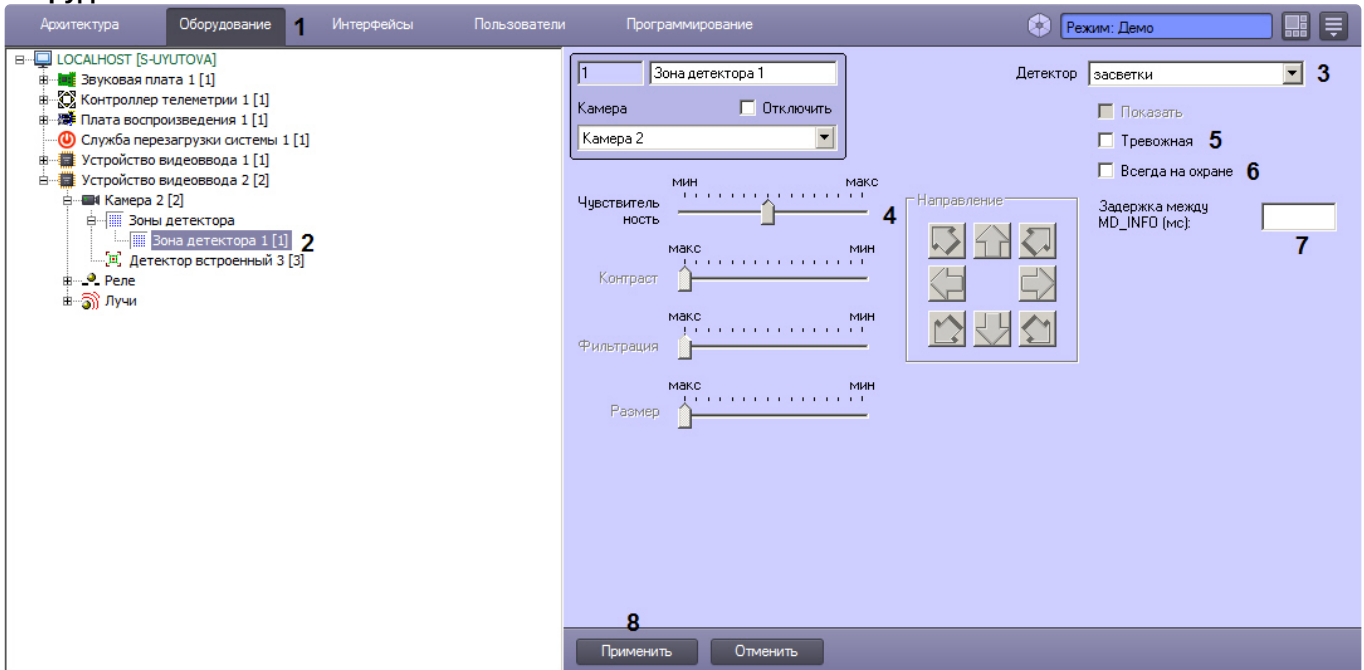 Архитектура Оборудование 1 Интерфейсы Пользователи Программирование Режим: Демо
LOCALHOST [S-UYUTOVA]
Звуковая плата 1 [1]
Контроллер телеметрии 1 [1]
Плата воспроизведения 1 [1]
Служба перезагрузки системы 1 [1]
Устройство видеоввода 1 [1]
Устройство видеоввода 2 [2]
Камера 2 [2]
Зоны детектора
Зона детектора 1 [1] 2
Детектор встроенный 3 [3]
Реле
Лучи
1 Зона детектора 1
Камера Отключить
Камера 2
Детектор засветки 3
Показать
Тревожная 5
Всегда на охране 6
Задержка между
MD_INFO (мс):
7
мин макс
Чувствитель
ность 4
макс мин
Контраст
макс мин
Фильтрация
макс мин
Размер
Направление
8
Применить Отменить